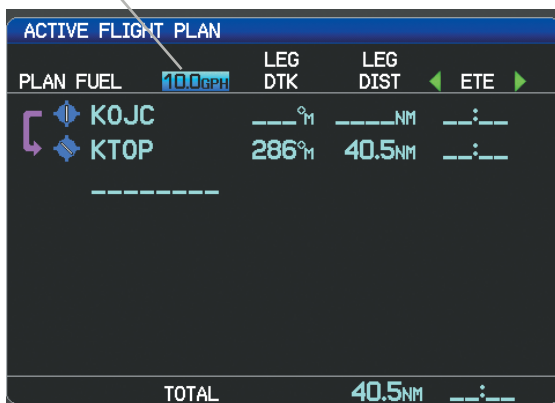 ACTIVE FLIGHT PLAN
LEG LEG
PLAN FUEL 10.0GPH DTK DIST ETE
KOJC ___°M ____NM __:__
KTOP 286°M 40.5NM __:__
________
TOTAL 40.5NM __:__